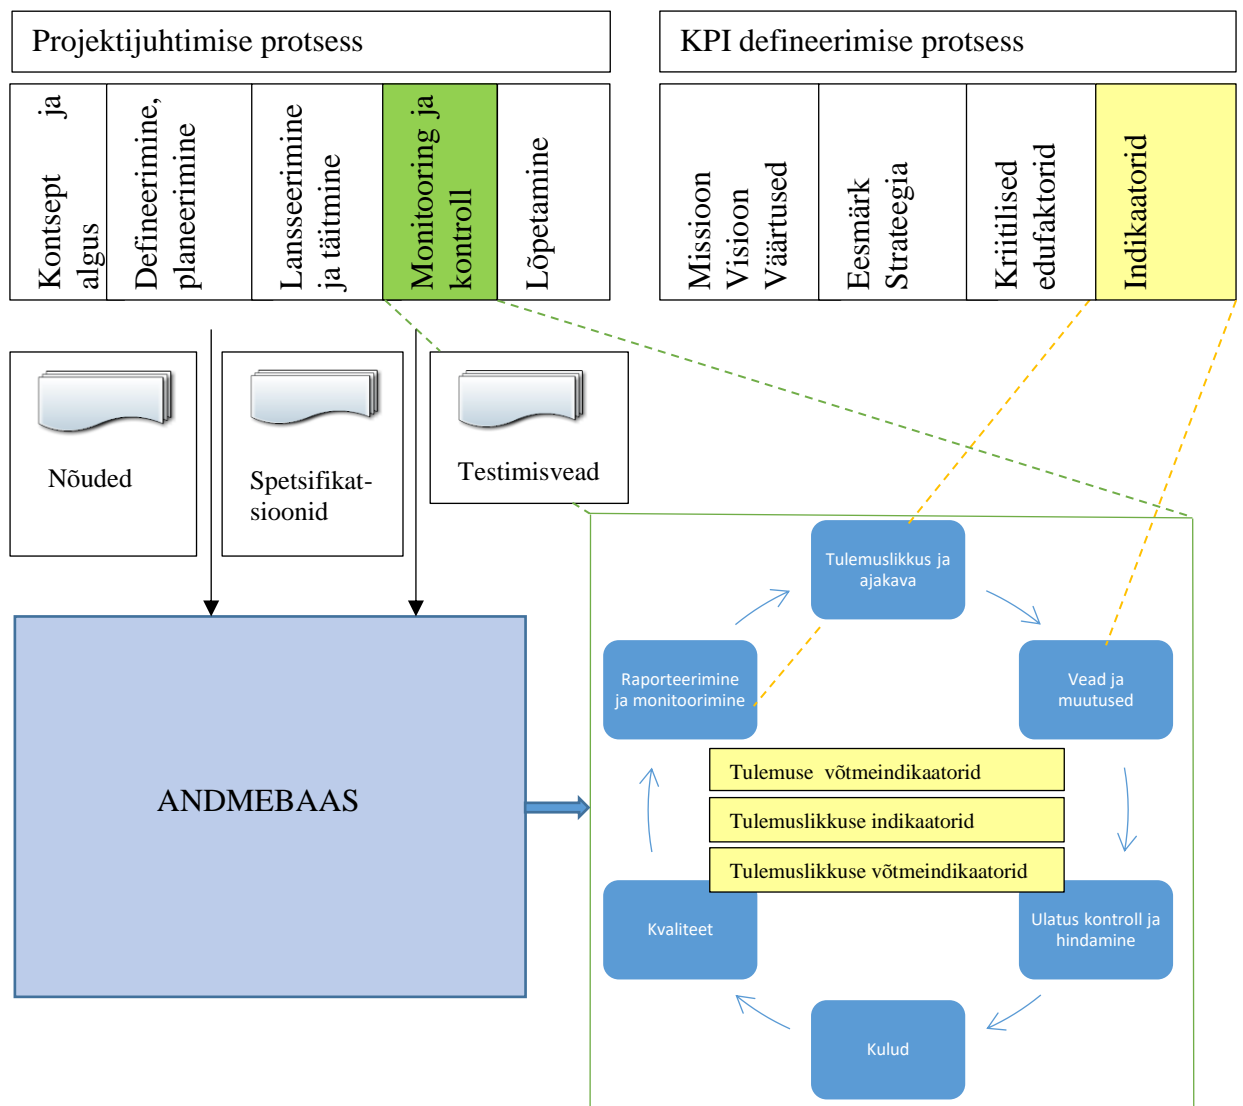 Projektijuhtimise protsess
KPI defineerimise protsess
Kontsept ja
algus
Defineerimine,
planeerimine
Lansseerimine
ja täitmine
Monitooring ja
kontroll
Lõpetamine
Missioon
Visioon
Väärtused
Eesmärk
Strateegia
Kriitilised
edufaktorid
Indikaatorid
Nõuded
Spetsifikat-
sioonid
Testimisvead
ANDMEBAAS
Tulemuslikkus ja
ajakava
Raporteerimine
ja monitoorimine
Vead ja
muutused
Tulemuse võtmeindikaatorid
Tulemuslikkuse indikaatorid
Tulemuslikkuse võtmeindikaatorid
Kvaliteet
Ulatus kontroll ja
hindamine
Kulud